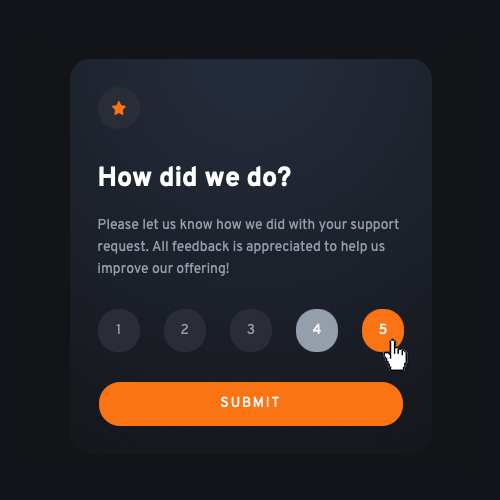 How did we do?
Please let us know how we did with your support
request. All feedback is appreciated to help us
improve our offering!
1 2 3 4 5
SUBMIT